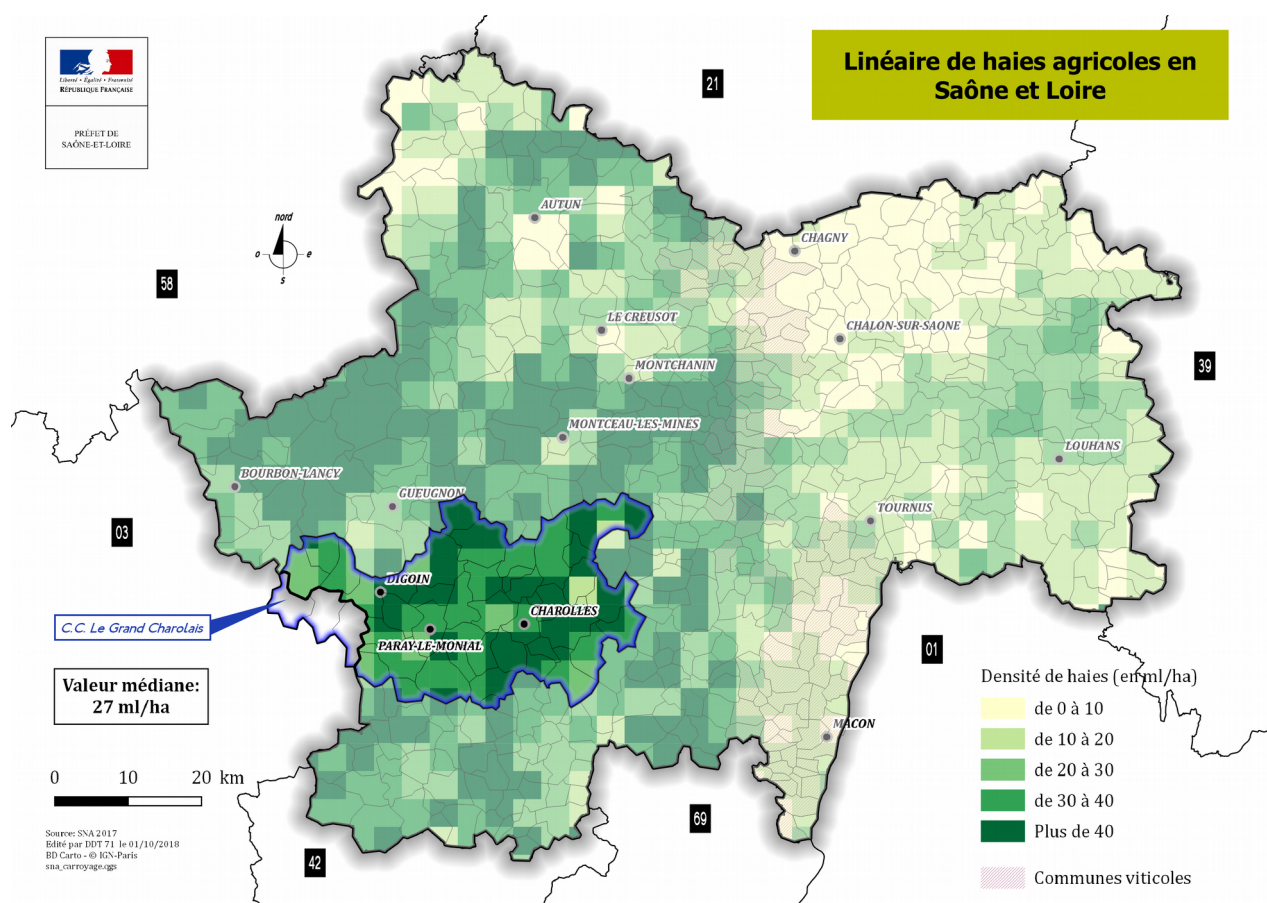 Linéaire de haies agricoles en
Saône et Loire
Liberté • Égalité • Fraternité
RÉPUBLIQUE FRANÇAISE
PRÉFET DE
SAÔNE-ET-LOIRE
21
nord
o
e
s
58
AUTUN
CHAGNY
LE CREUSOT
CHALON-SUR-SAONE
MONTCHANIN
39
MONTCEAU-LES-MINES
LOUHANS
BOURBON-LANCY
GUEUGNON
TOURNUS
03
DIGOIN
CHAROLLES
C.C. Le Grand Charolais
PARAY-LE-MONIAL
01
Valeur médiane:
27 ml/ha
MACON
Densité de haies (en ml/ha)
de 0 à 10
de 10 à 20
de 20 à 30
de 30 à 40
Plus de 40
Communes viticoles
0 10 20 km
69
42
Source: SNA 2017
Edité par DDT 71 le 01/10/2018
BD Carto - © IGN-Paris
sna_carroyage.qgs